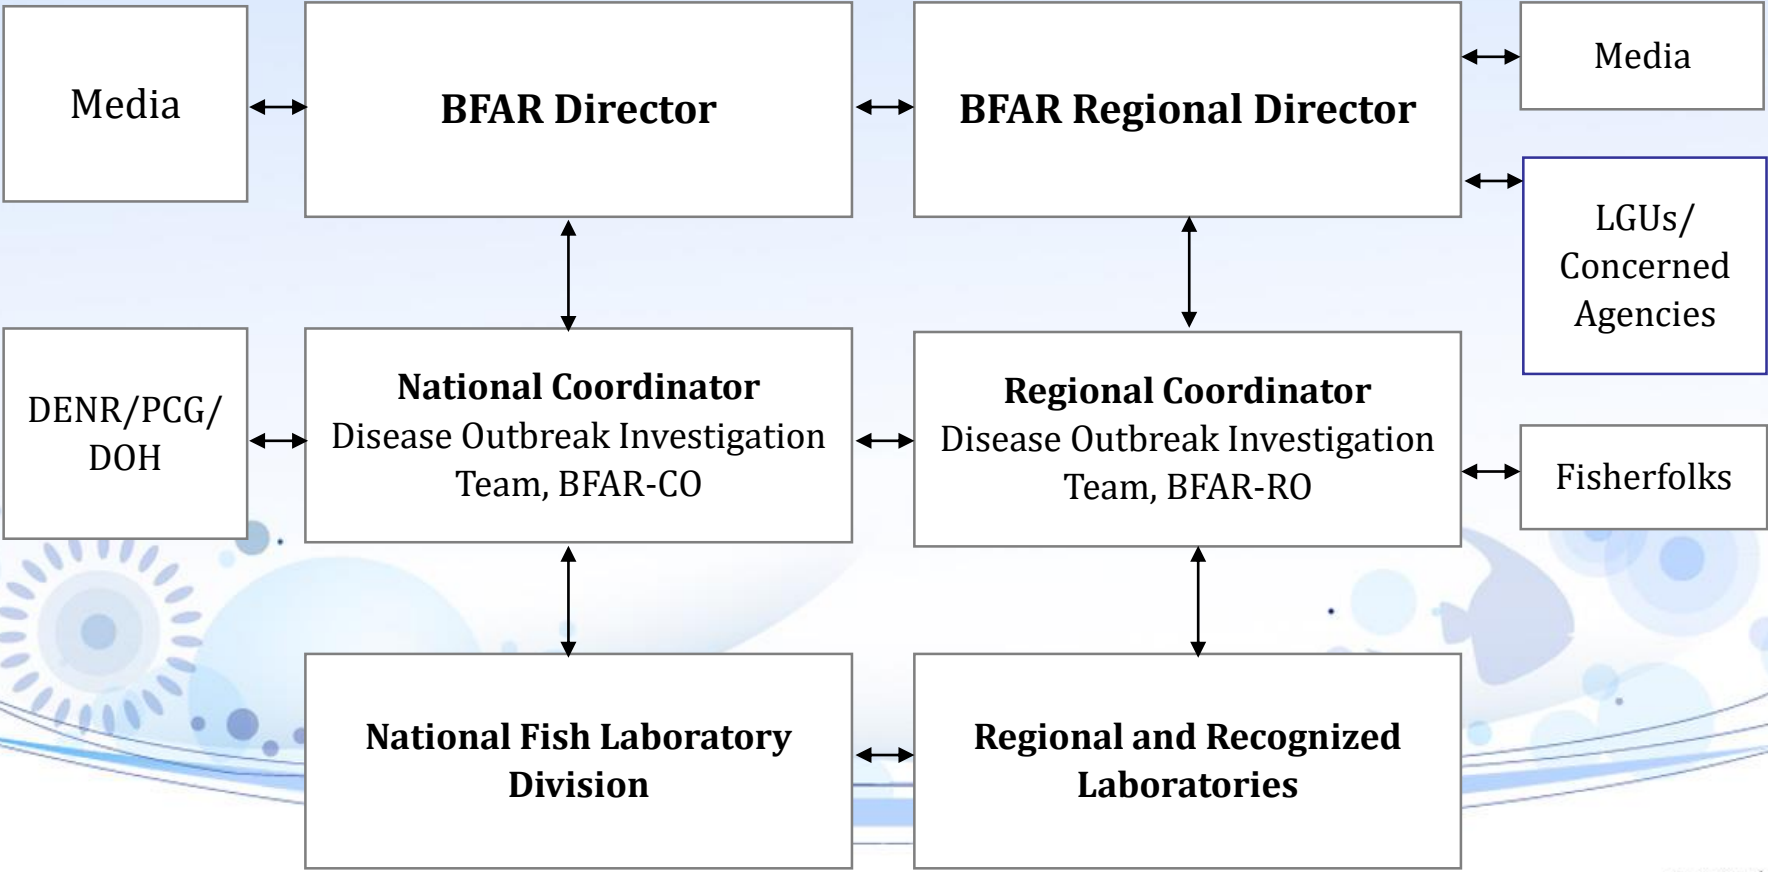 Media
BFAR Director
BFAR Regional Director
Media
LGUs/
Concerned
Agencies
DENR/PCG/
DOH
National Coordinator
Disease Outbreak Investigation
Team, BFAR-CO
Regional Coordinator
Disease Outbreak Investigation
Team, BFAR-RO
Fisherfolks
National Fish Laboratory
Division
Regional and Recognized
Laboratories